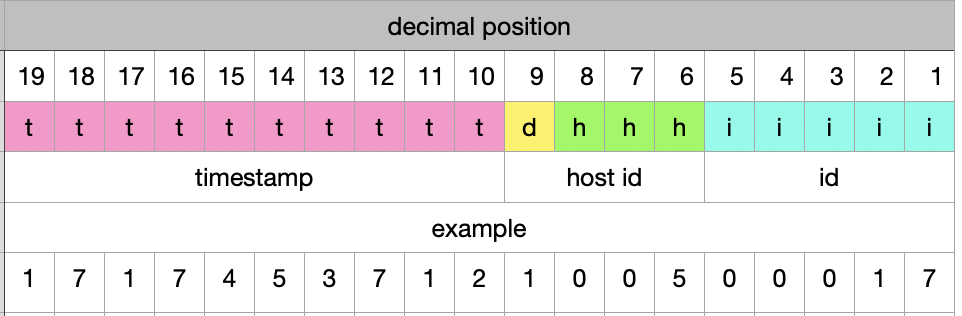 decimal position
19 18 17 16 15 14 13 12 11 10 9 8 7 6 5 4 3 2 1
t t t t t t t t t t d h h h i i i i i
timestamp host id id
example
1 7 1 7 4 5 3 7 1 2 1 0 0 5 0 0 0 1 7